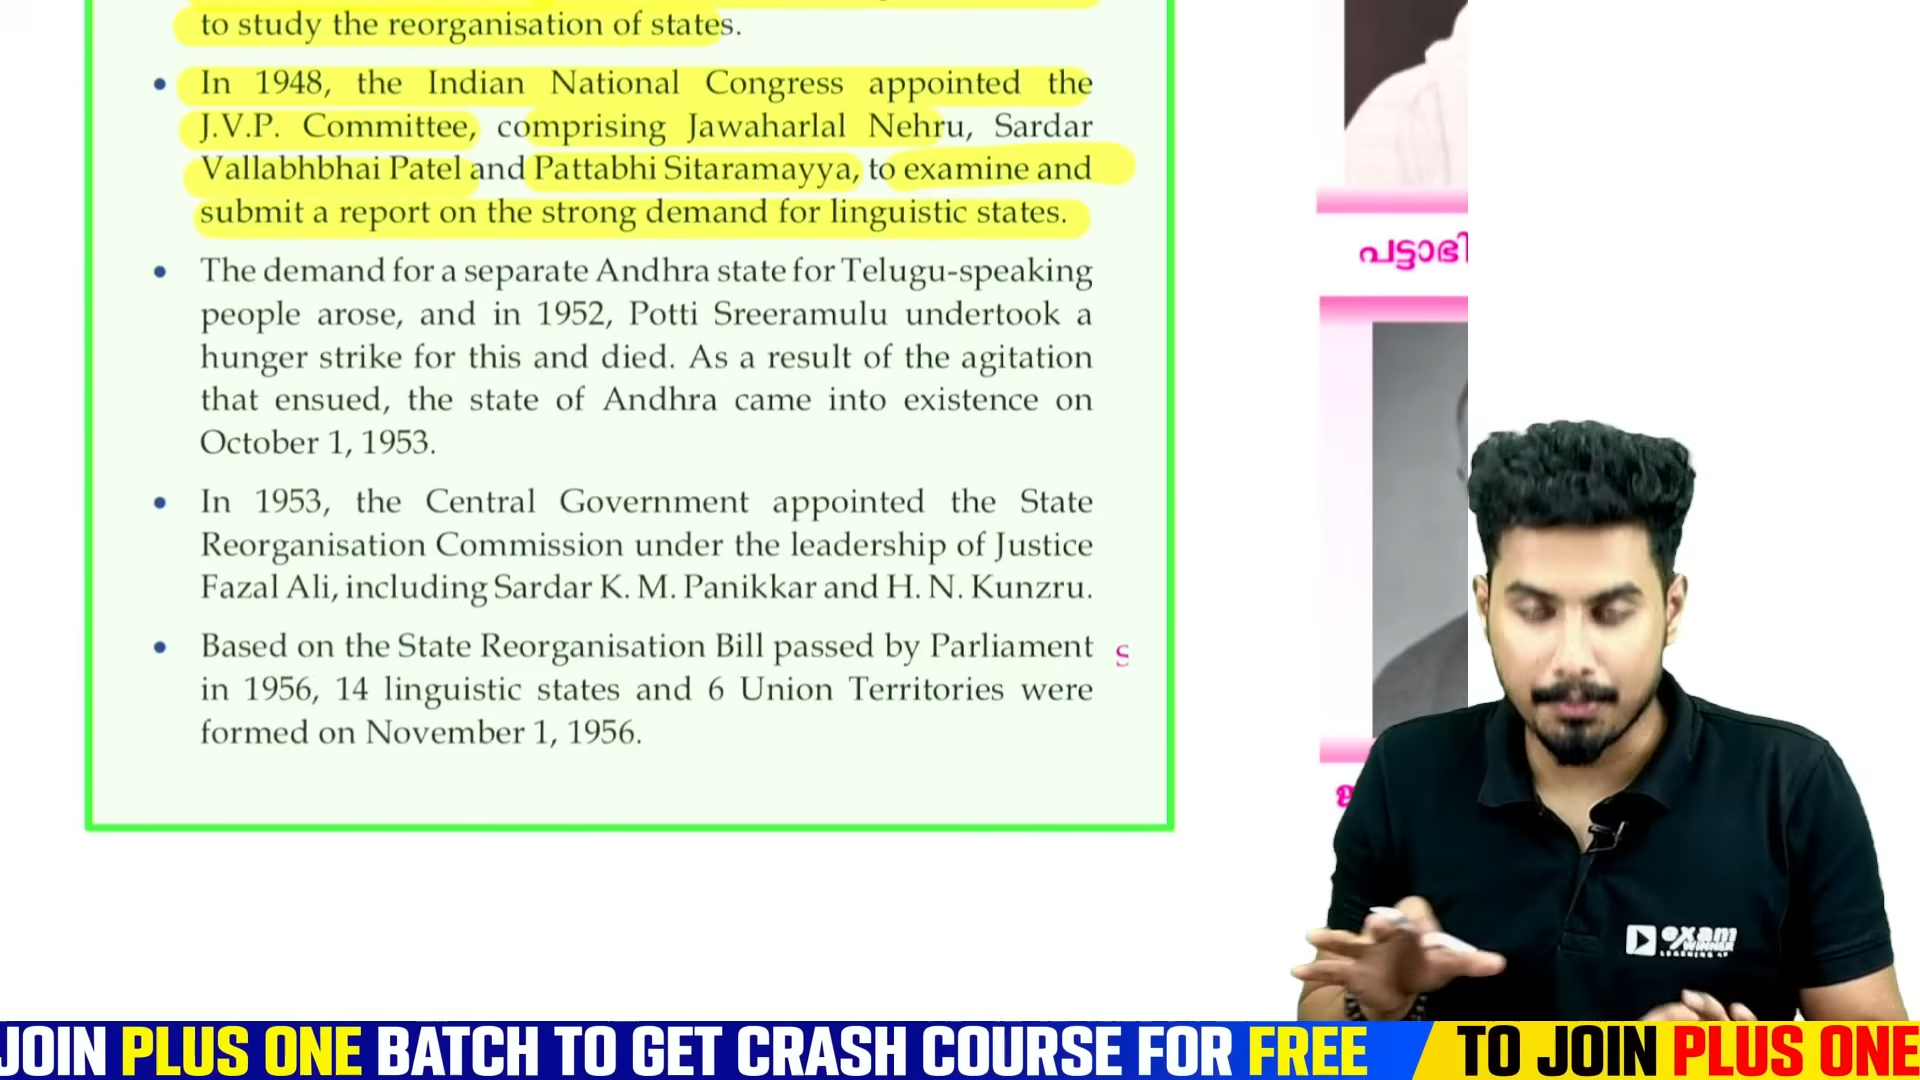 to study the reorganisation of states.
• In 1948, the Indian National Congress appointed the
J.V.P. Committee, comprising Jawaharlal Nehru, Sardar
Vallabhbhai Patel and Pattabhi Sitaramayya, to examine and
submit a report on the strong demand for linguistic states.
• The demand for a separate Andhra state for Telugu-speaking
people arose, and in 1952, Potti Sreeramulu undertook a
hunger strike for this and died. As a result of the agitation
that ensued, the state of Andhra came into existence on
October 1, 1953.
• In 1953, the Central Government appointed the State
Reorganisation Commission under the leadership of Justice
Fazal Ali, including Sardar K. M. Panikkar and H. N. Kunzru.
• Based on the State Reorganisation Bill passed by Parliament
in 1956, 14 linguistic states and 6 Union Territories were
formed on November 1, 1956.
S
പട്ടാഭി
exam
WINNER
JOIN PLUS ONE BATCH TO GET CRASH COURSE FOR FREE
TO JOIN PLUS ONE